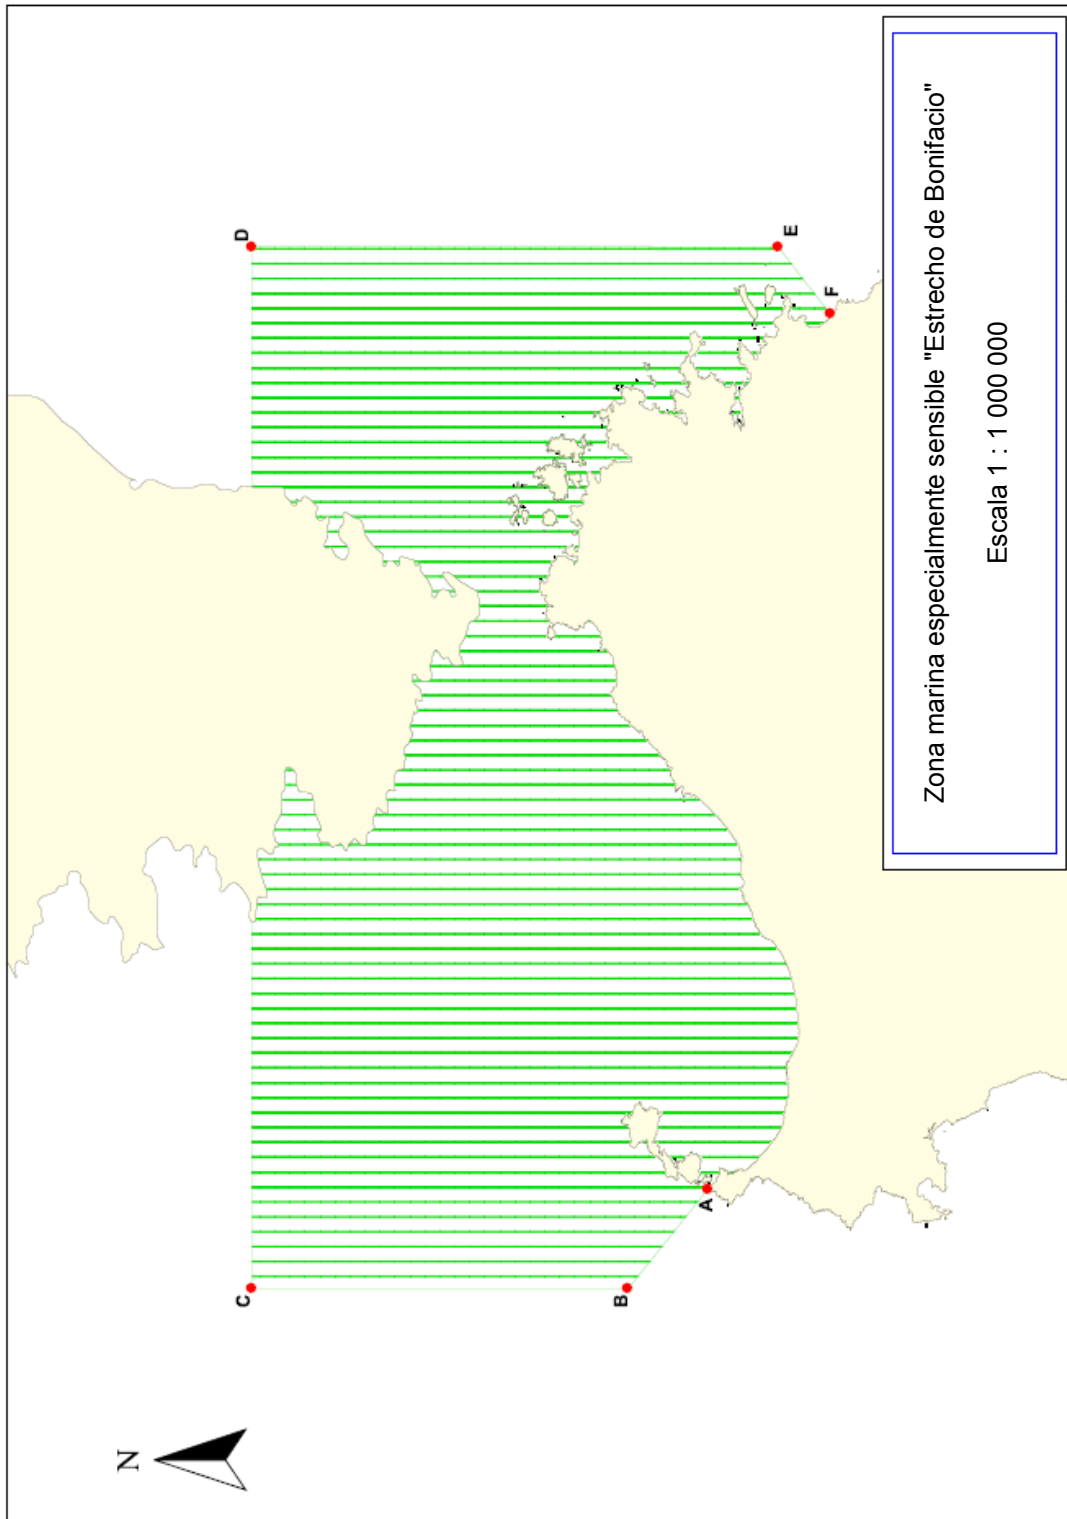 N
C
D
B
A
E
F
Zona marina especialmente sensible "Estrecho de Bonifacio"
Escala 1 : 1 000 000